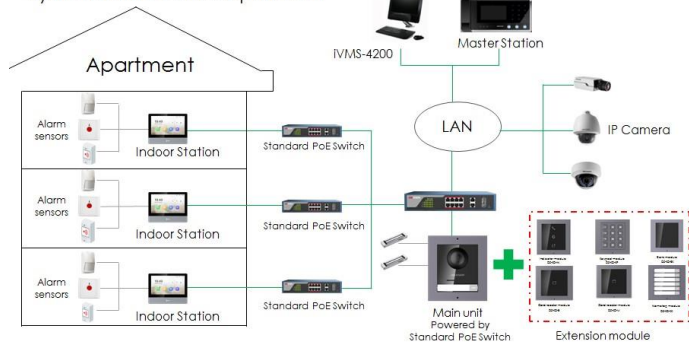 iVMS-4200
Master Station
Apartment
LAN
IP Camera
Alarm
sensors
Indoor Station
Standard PoE Switch
Alarm
sensors
Indoor Station
Standard PoE Switch
Alarm
sensors
Indoor Station
Standard PoE Switch
Main unit
Powered by
Standard PoE Switch
Extension module